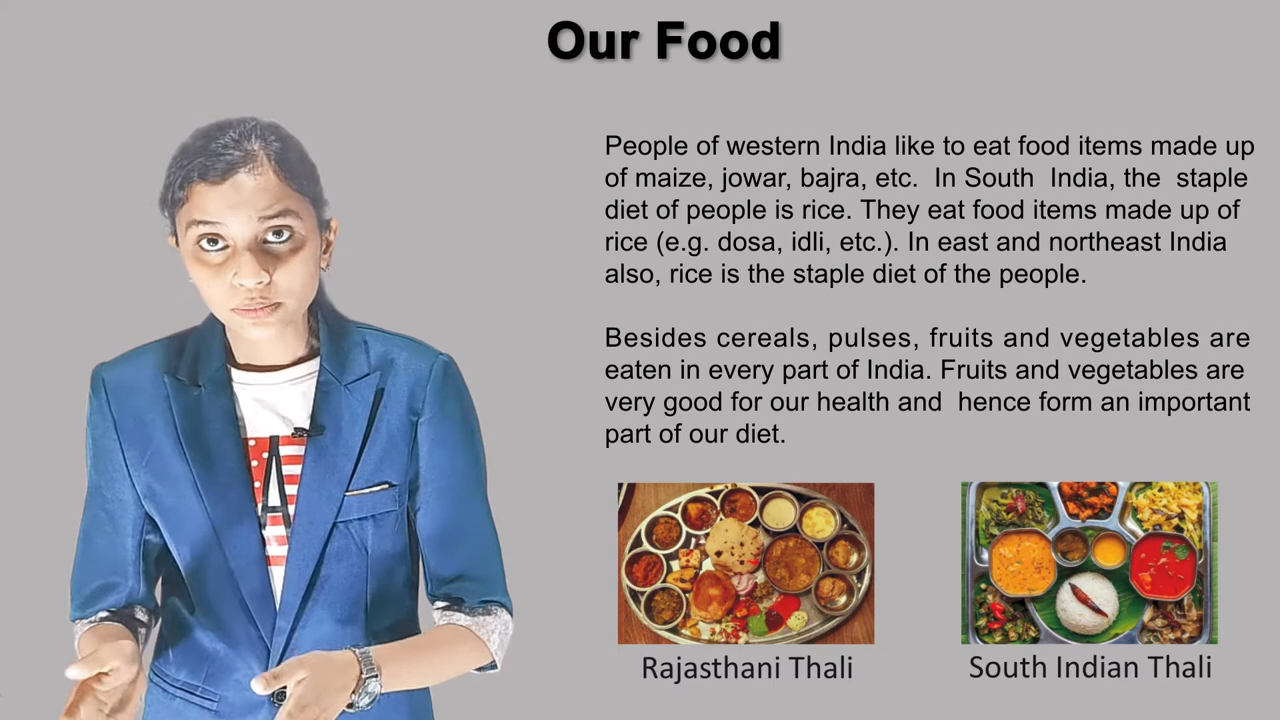 Our Food
People of western India like to eat food items made up
of maize, jowar, bajra, etc.  In South  India, the  staple
diet of people is rice. They eat food items made up of
rice (e.g. dosa, idli, etc.). In east and northeast India
also, rice is the staple diet of the people.
Besides cereals, pulses, fruits and vegetables are
eaten in every part of India. Fruits and vegetables are
very good for our health and  hence form an important
part of our diet.
Rajasthani Thali
South Indian Thali